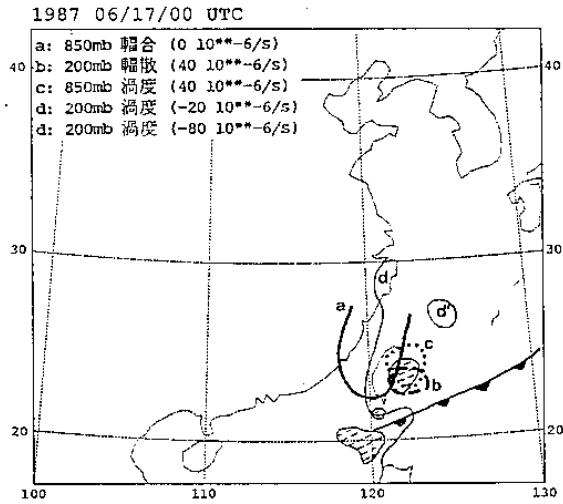 1987 06/17/00 UTC
a: 850mb 輻合 (0 10**-6/s)
b: 200mb 輻散 (40 10**-6/s)
c: 850mb 渦度 (40 10**-6/s)
d: 200mb 渦度 (-20 10**-6/s)
d: 200mb 渦度 (-80 10**-6/s)
40 40
30 30
d
a d'
c
b
20 20
100 110 120 130